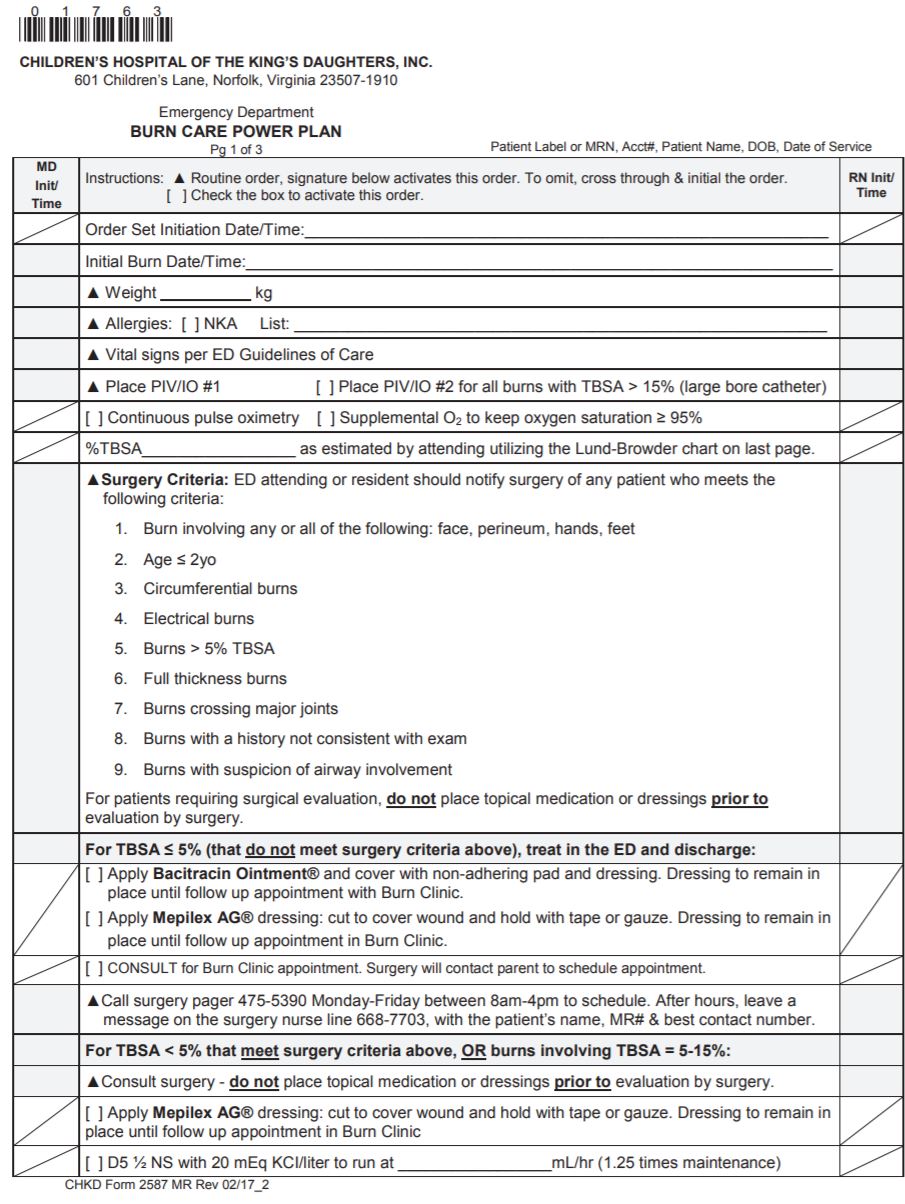 0 1 7 6 3
CHILDREN'S HOSPITAL OF THE KING'S DAUGHTERS, INC.
601 Children's Lane, Norfolk, Virginia 23507-1910
Emergency Department
BURN CARE POWER PLAN
Pg 1 of 3
Patient Label or MRN, Acct#, Patient Name, DOB, Date of Service
MD
Init/
Time
Instructions: ▲ Routine order, signature below activates this order. To omit, cross through & initial the order.
[ ] Check the box to activate this order.
RN Init/
Time
Order Set Initiation Date/Time:
Initial Burn Date/Time:
▲ Weight __________ kg
▲ Allergies: [ ] NKA List:
▲ Vital signs per ED Guidelines of Care
▲ Place PIV/IO #1 [ ] Place PIV/IO #2 for all burns with TBSA > 15% (large bore catheter)
[ ] Continuous pulse oximetry [ ] Supplemental O₂ to keep oxygen saturation ≥ 95%
%TBSA_________________ as estimated by attending utilizing the Lund-Browder chart on last page.
▲Surgery Criteria: ED attending or resident should notify surgery of any patient who meets the
following criteria:
1. Burn involving any or all of the following: face, perineum, hands, feet
2. Age ≤ 2yo
3. Circumferential burns
4. Electrical burns
5. Burns > 5% TBSA
6. Full thickness burns
7. Burns crossing major joints
8. Burns with a history not consistent with exam
9. Burns with suspicion of airway involvement
For patients requiring surgical evaluation, do not place topical medication or dressings prior to
evaluation by surgery.
For TBSA ≤ 5% (that do not meet surgery criteria above), treat in the ED and discharge:
[ ] Apply Bacitracin Ointment® and cover with non-adhering pad and dressing. Dressing to remain in
place until follow up appointment with Burn Clinic.
[ ] Apply Mepilex AG® dressing: cut to cover wound and hold with tape or gauze. Dressing to remain in
place until follow up appointment in Burn Clinic.
[ ] CONSULT for Burn Clinic appointment. Surgery will contact parent to schedule appointment.
▲Call surgery pager 475-5390 Monday-Friday between 8am-4pm to schedule. After hours, leave a
message on the surgery nurse line 668-7703, with the patient's name, MR# & best contact number.
For TBSA < 5% that meet surgery criteria above, OR burns involving TBSA = 5-15%:
▲Consult surgery - do not place topical medication or dressings prior to evaluation by surgery.
[ ] Apply Mepilex AG® dressing: cut to cover wound and hold with tape or gauze. Dressing to remain in
place until follow up appointment in Burn Clinic
[ ] D5 ½ NS with 20 mEq KCl/liter to run at _________________mL/hr (1.25 times maintenance)
CHKD Form 2587 MR Rev 02/17_2